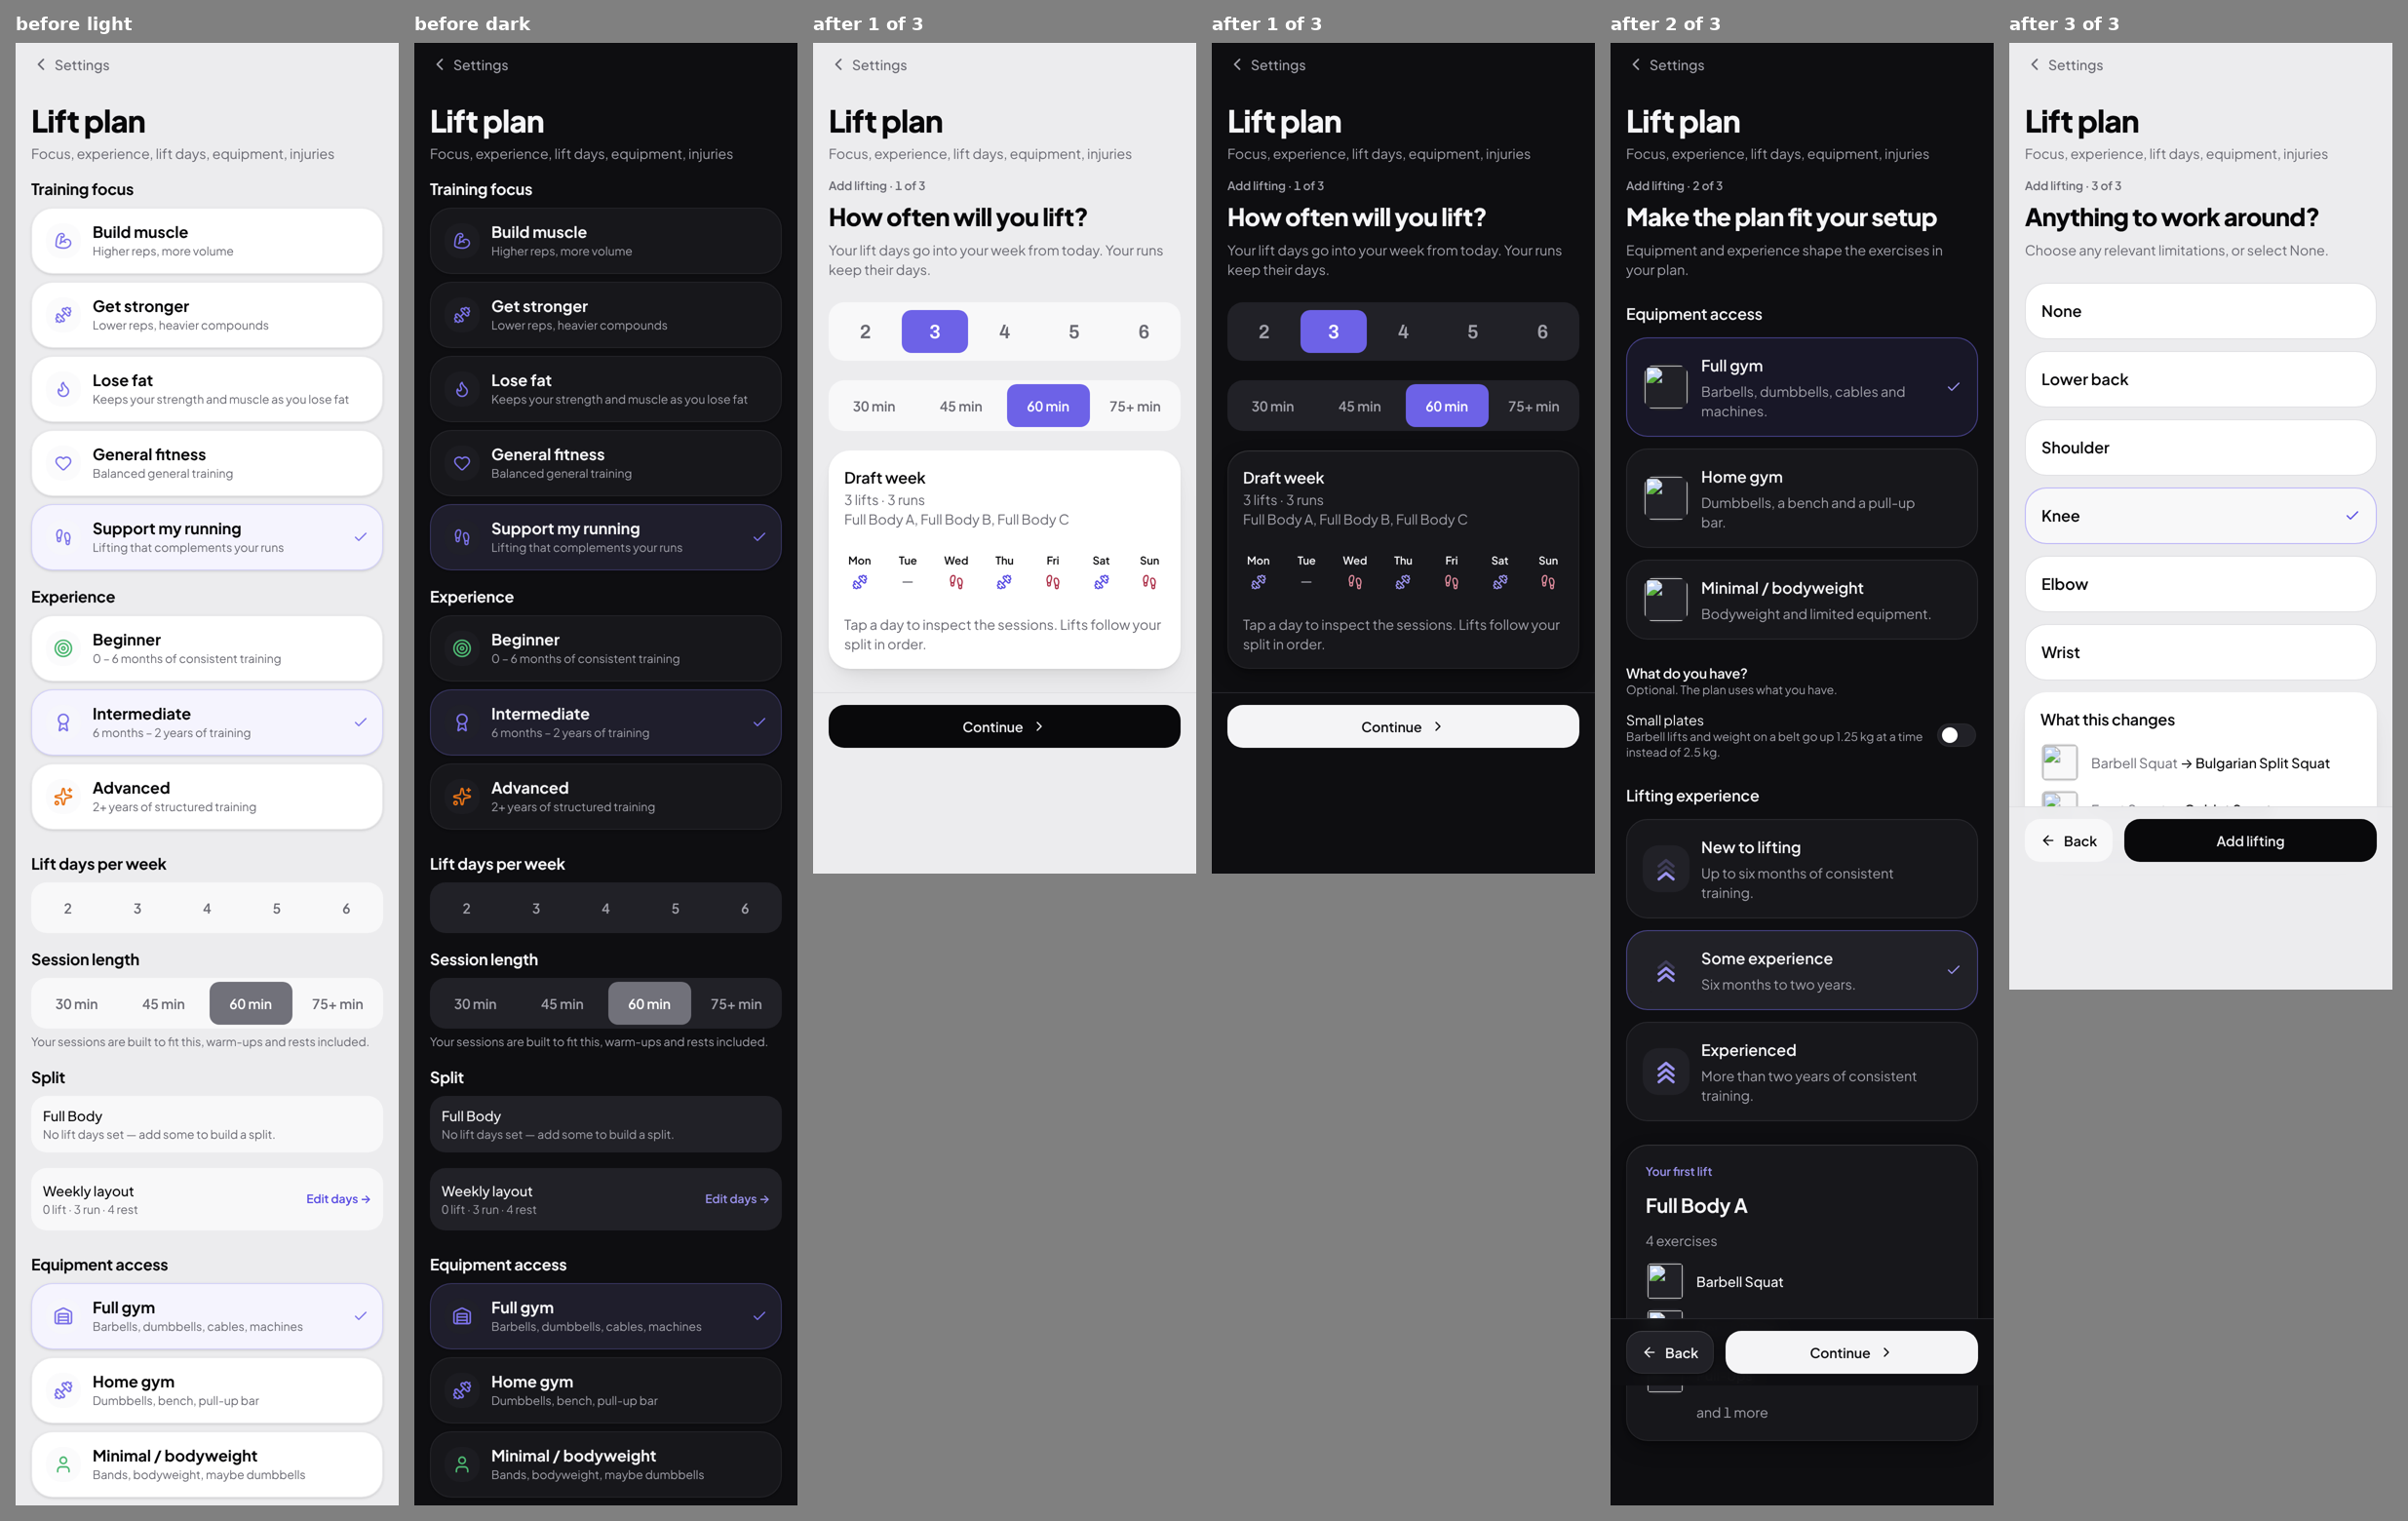 before light
Settings
Lift plan
Focus, experience, lift days, equipment, injuries
Training focus
Build muscle
Higher reps, more volume
Get stronger
Lower reps, heavier compounds
Lose fat
Keeps your strength and muscle as you lose fat
General fitness
Balanced general training
Support my running
Lifting that complements your runs
Experience
Beginner
0 – 6 months of consistent training
Intermediate
6 months – 2 years of training
Advanced
2+ years of structured training
Lift days per week
2 3 4 5 6
Session length
30 min 45 min 60 min 75+ min
Your sessions are built to fit this, warm-ups and rests included.
Split
Full Body
No lift days set — add some to build a split.
Weekly layout
0 lift · 3 run · 4 rest
Edit days →
Equipment access
Full gym
Barbells, dumbbells, cables, machines
Home gym
Dumbbells, bench, pull-up bar
Minimal / bodyweight
Bands, bodyweight, maybe dumbbells
before dark
Settings
Lift plan
Focus, experience, lift days, equipment, injuries
Training focus
Build muscle
Higher reps, more volume
Get stronger
Lower reps, heavier compounds
Lose fat
Keeps your strength and muscle as you lose fat
General fitness
Balanced general training
Support my running
Lifting that complements your runs
Experience
Beginner
0 – 6 months of consistent training
Intermediate
6 months – 2 years of training
Advanced
2+ years of structured training
Lift days per week
2 3 4 5 6
Session length
30 min 45 min 60 min 75+ min
Your sessions are built to fit this, warm-ups and rests included.
Split
Full Body
No lift days set — add some to build a split.
Weekly layout
0 lift · 3 run · 4 rest
Edit days →
Equipment access
Full gym
Barbells, dumbbells, cables, machines
Home gym
Dumbbells, bench, pull-up bar
Minimal / bodyweight
Bands, bodyweight, maybe dumbbells
after 1 of 3
Settings
Lift plan
Focus, experience, lift days, equipment, injuries
Add lifting · 1 of 3
How often will you lift?
Your lift days go into your week from today. Your runs
keep their days.
2 3 4 5 6
30 min 45 min 60 min 75+ min
Draft week
3 lifts · 3 runs
Full Body A, Full Body B, Full Body C
Mon Tue Wed Thu Fri Sat Sun
—
Tap a day to inspect the sessions. Lifts follow your
split in order.
Continue
after 1 of 3
Settings
Lift plan
Focus, experience, lift days, equipment, injuries
Add lifting · 1 of 3
How often will you lift?
Your lift days go into your week from today. Your runs
keep their days.
2 3 4 5 6
30 min 45 min 60 min 75+ min
Draft week
3 lifts · 3 runs
Full Body A, Full Body B, Full Body C
Mon Tue Wed Thu Fri Sat Sun
—
Tap a day to inspect the sessions. Lifts follow your
split in order.
Continue
after 2 of 3
Settings
Lift plan
Focus, experience, lift days, equipment, injuries
Add lifting · 2 of 3
Make the plan fit your setup
Equipment and experience shape the exercises in
your plan.
Equipment access
Full gym
Barbells, dumbbells, cables and
machines.
Home gym
Dumbbells, a bench and a pull-up
bar.
Minimal / bodyweight
Bodyweight and limited equipment.
What do you have?
Optional. The plan uses what you have.
Small plates
Barbell lifts and weight on a belt go up 1.25 kg at a time
instead of 2.5 kg.
Lifting experience
New to lifting
Up to six months of consistent
training.
Some experience
Six months to two years.
Experienced
More than two years of consistent
training.
Your first lift
Full Body A
4 exercises
Barbell Squat
Back
Continue
and 1 more
after 3 of 3
Settings
Lift plan
Focus, experience, lift days, equipment, injuries
Add lifting · 3 of 3
Anything to work around?
Choose any relevant limitations, or select None.
None
Lower back
Shoulder
Knee
Elbow
Wrist
What this changes
Barbell Squat → Bulgarian Split Squat
Back
Add lifting